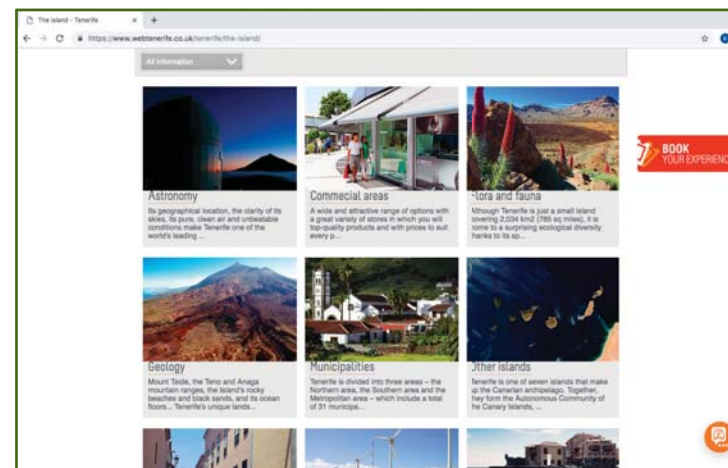 The island - Tenerife
https://www.webtenerife.co.uk/tenerife/the-island/
All information
BOOK
YOUR EXPERIENC
Astronomy
Its geographical location, the clarity of its
skies, its pure, clean air and unbeatable
conditions make Tenerife one of the
world's leading ...
Commecial areas
A wide and attractive range of options with
a great variety of stores in which you will
top-quality products and with prices to suit
every p...
lora and fauna
lthough Tenerife is just a small island
overing 2,034 km2 (785 sq miles), it is
ome to a surprising ecological diversity
hanks to its sp...
Geology
Mount Teide, the Teno and Anaga
mountain ranges, the Island's rocky
beaches and black sands, and its ocean
floors... Tenerife's unique lands...
Municipalities
Tenerife is divided into three areas – the
Northern area, the Southern area and the
Metropolitan area – which include a total
of 31 municipa...
Other islands
Tenerife is one of seven islands that make
up the Canarian archipelago. Together,
hey form the Autonomous Community of
he Canary Islands, ...